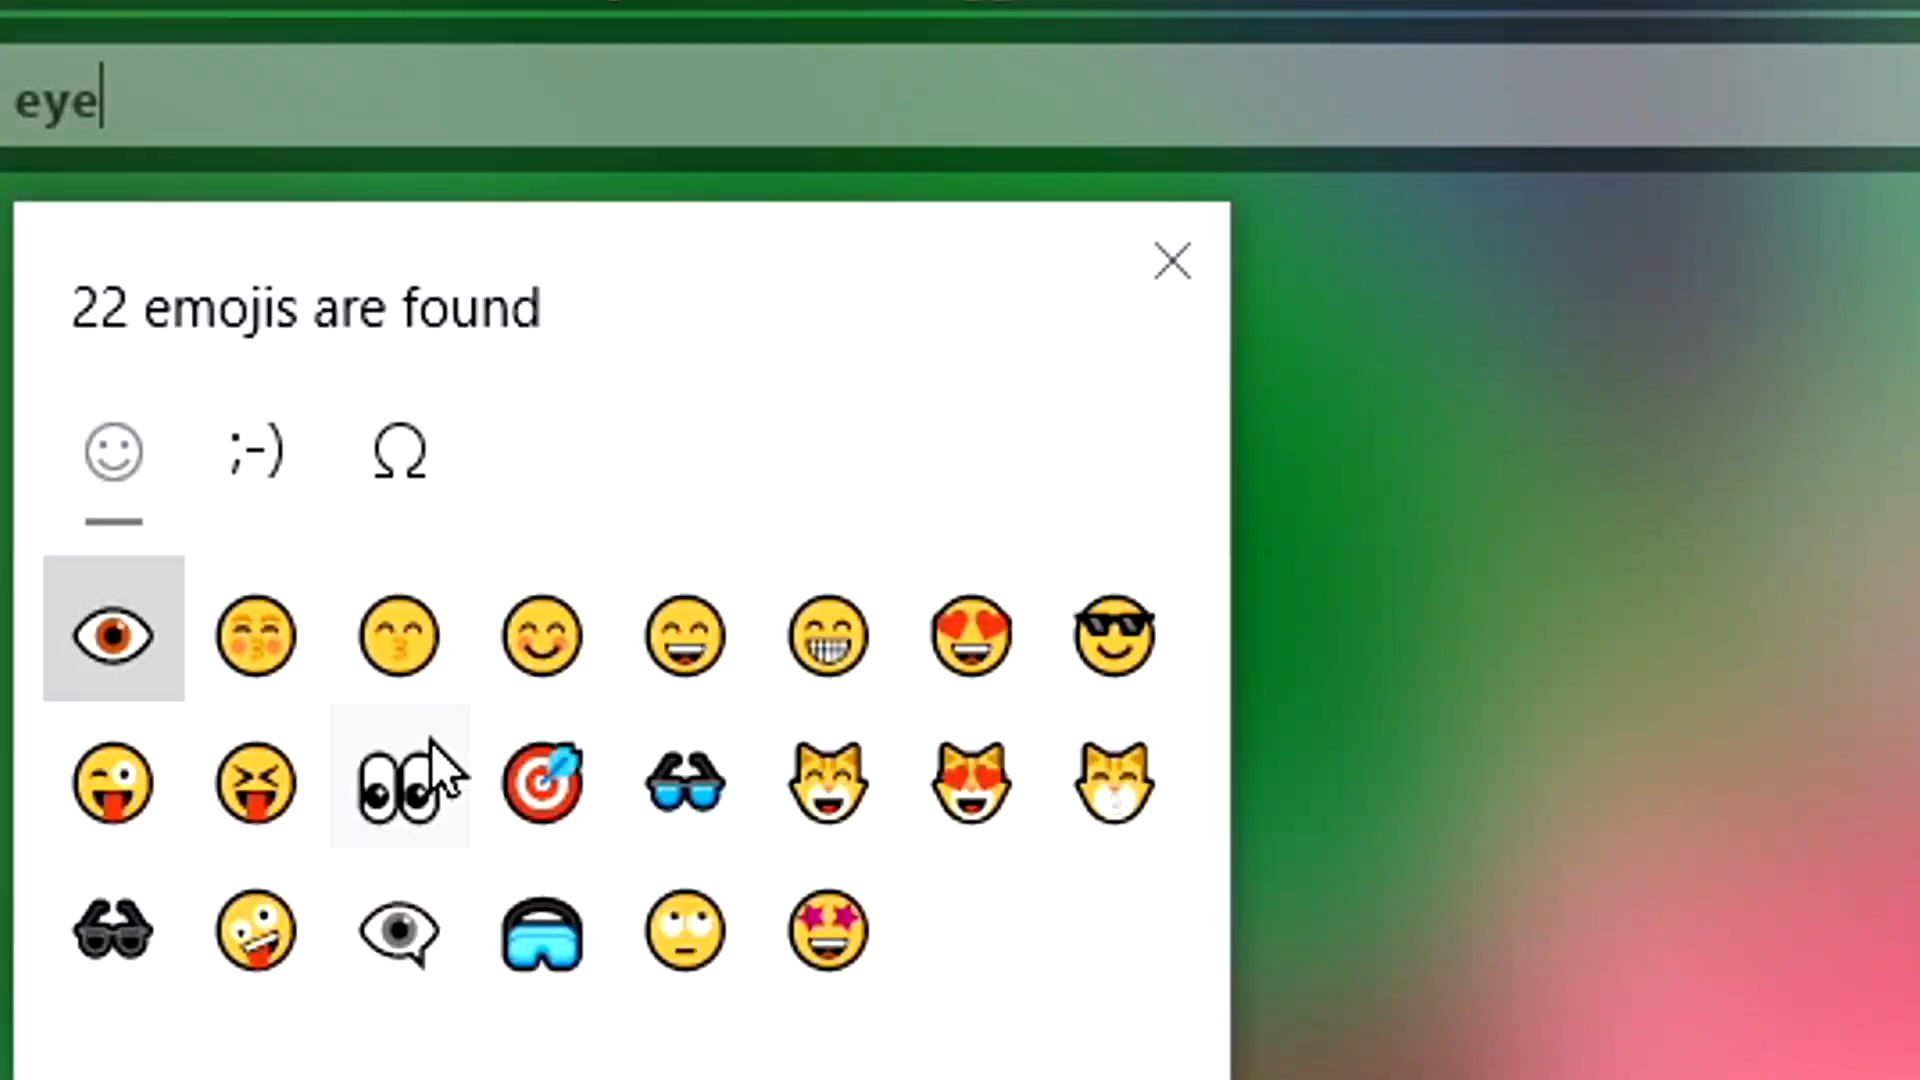 eye
22 emojis are found
;-) Ω